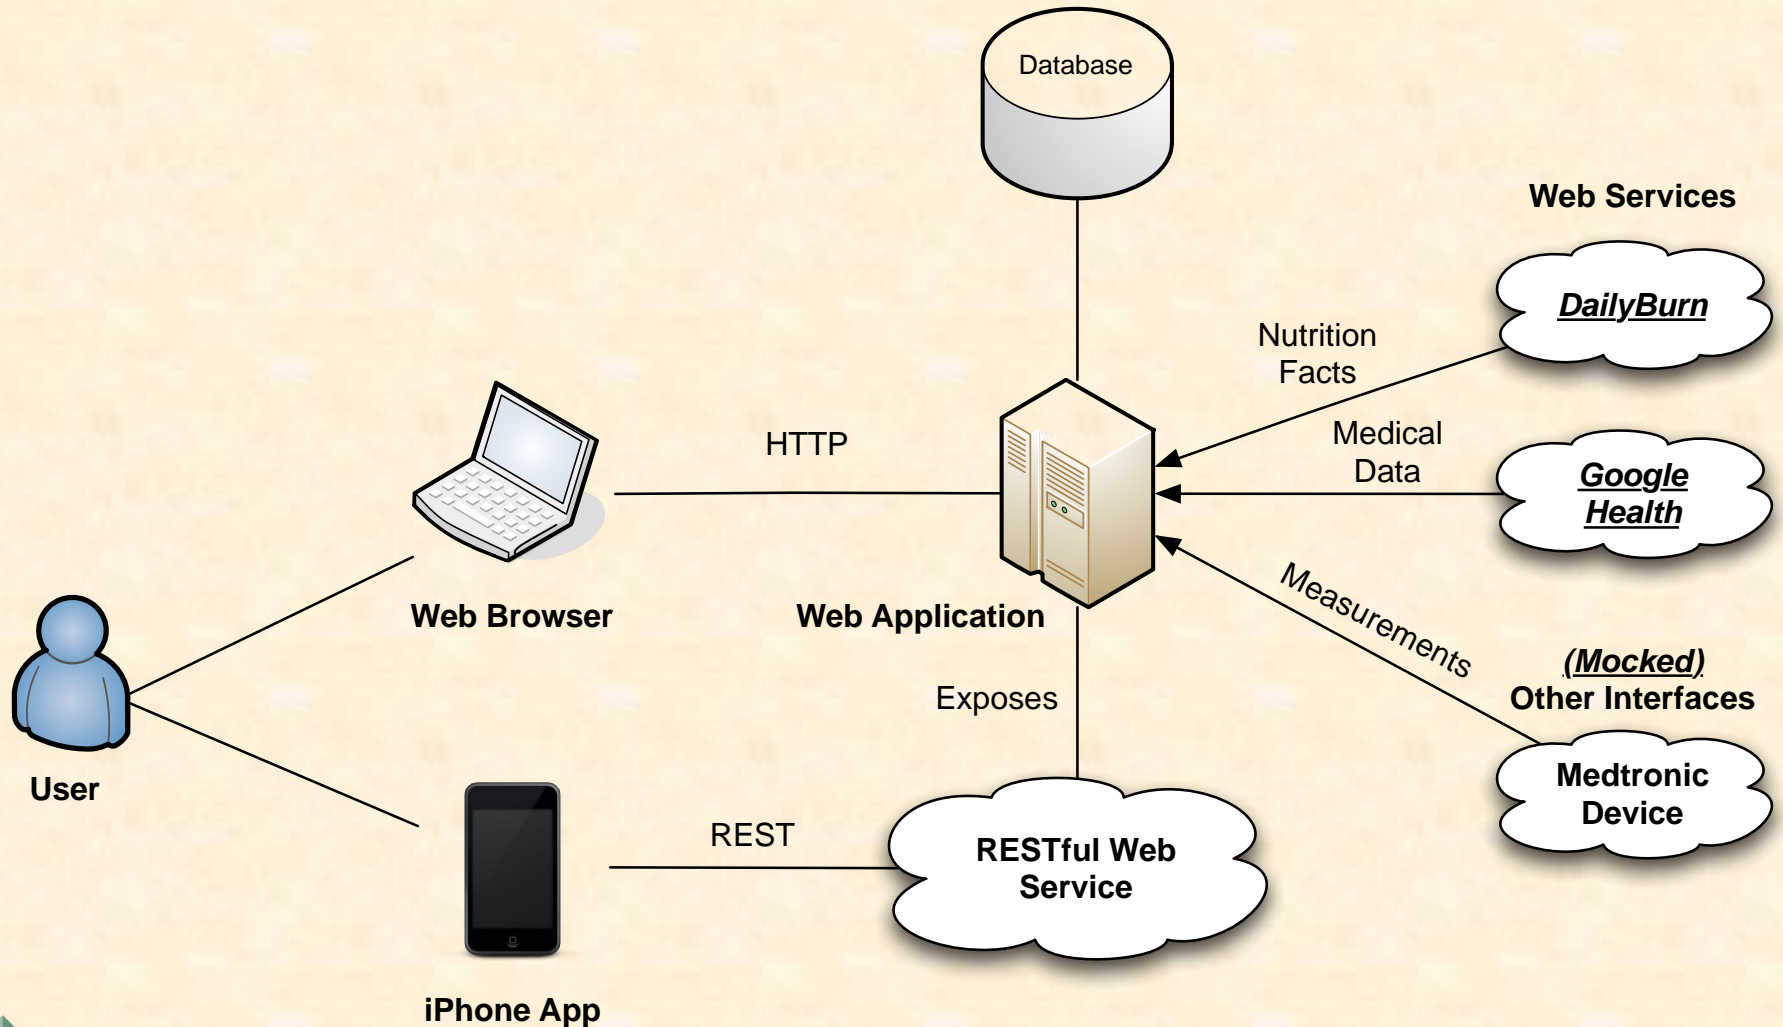 Database
Web Services
DailyBurn
Nutrition
Facts
Medical
Data
HTTP
Google
Health
Measurements
Web Browser
Web Application
(Mocked)
Other Interfaces
Exposes
Medtronic
Device
User
REST
RESTful Web
Service
iPhone App